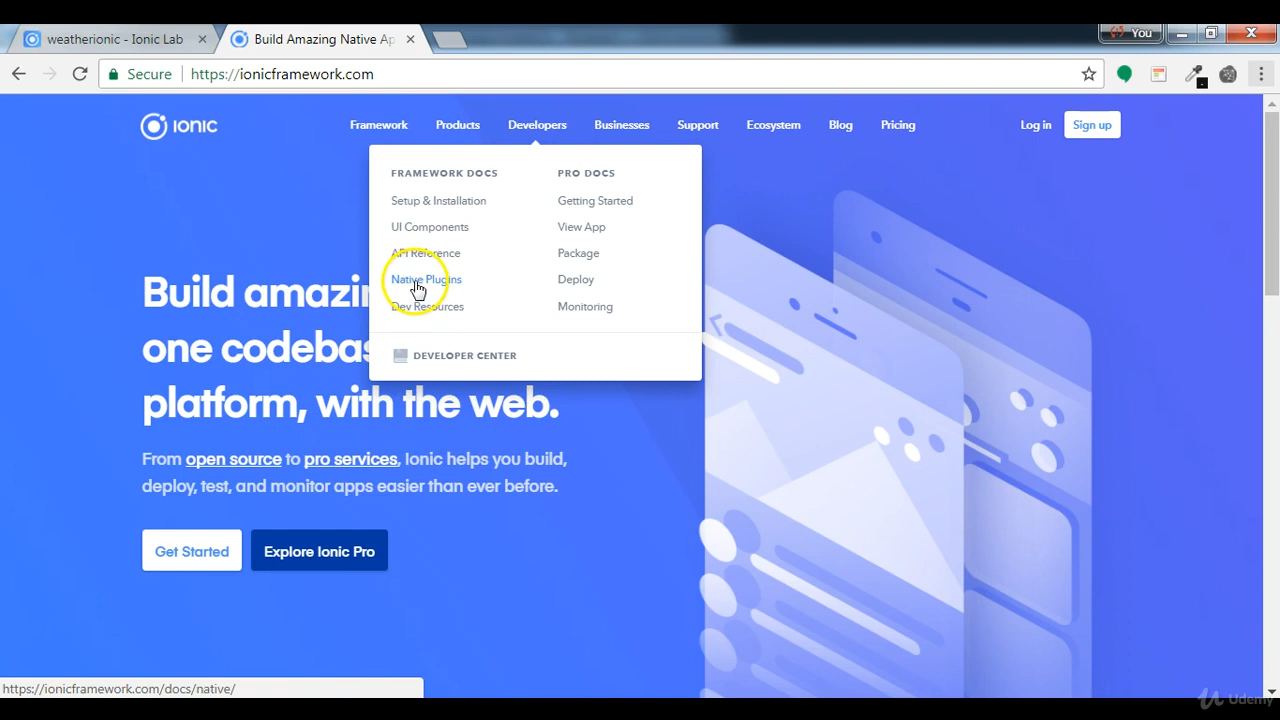 weatherionic - Ionic Lab
Build Amazing Native Ap
You
Secure
https://ionicframework.com
IONIC
Framework
Products
Developers
Businesses
Support
Ecosystem
Blog
Pricing
Log in
Sign up
FRAMEWORK DOCS
Setup & Installation
UI Components
API Reference
Native Plugins
Dev Resources
PRO DOCS
Getting Started
View App
Package
Deploy
Monitoring
DEVELOPER CENTER
Build amazin
one codebas
platform, with the web.
From open source to pro services, Ionic helps you build,
deploy, test, and monitor apps easier than ever before.
Get Started
Explore Ionic Pro
https://ionicframework.com/docs/native/
Udemy